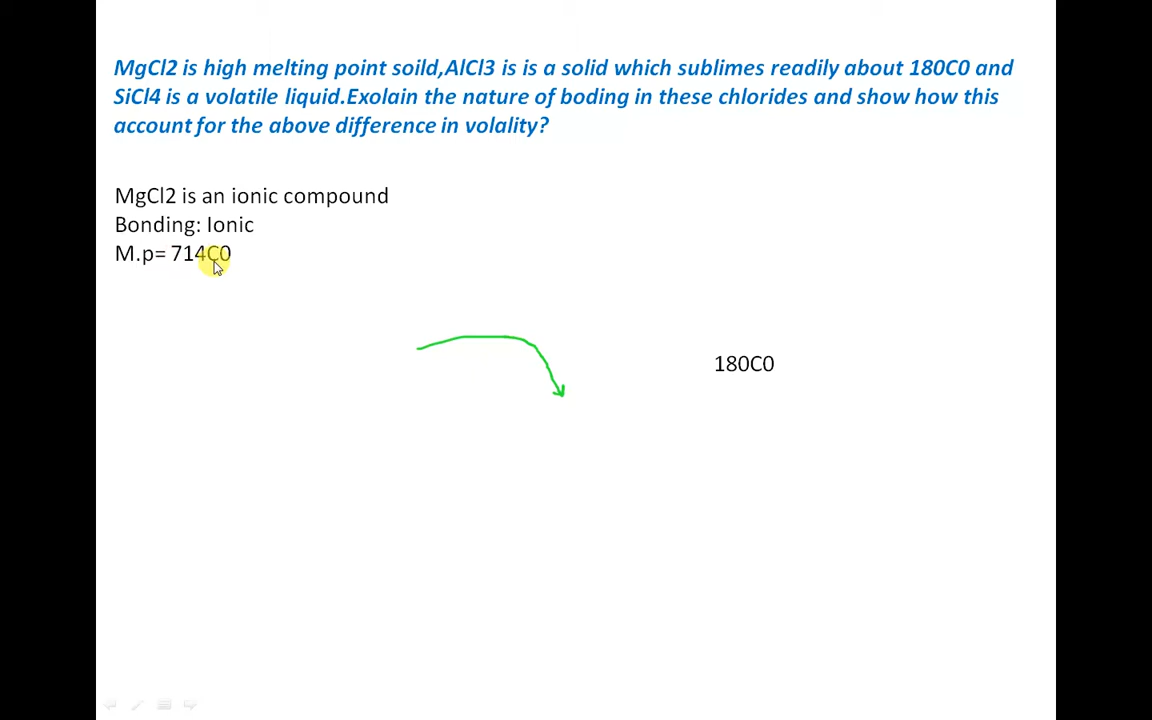 MgCl2 is high melting point soild,AlCl3 is is a solid which sublimes readily about 180C0 and
SiCl4 is a volatile liquid.Exolain the nature of boding in these chlorides and show how this
account for the above difference in volality?
MgCl2 is an ionic compound
Bonding: Ionic
M.p= 714C0
180C0